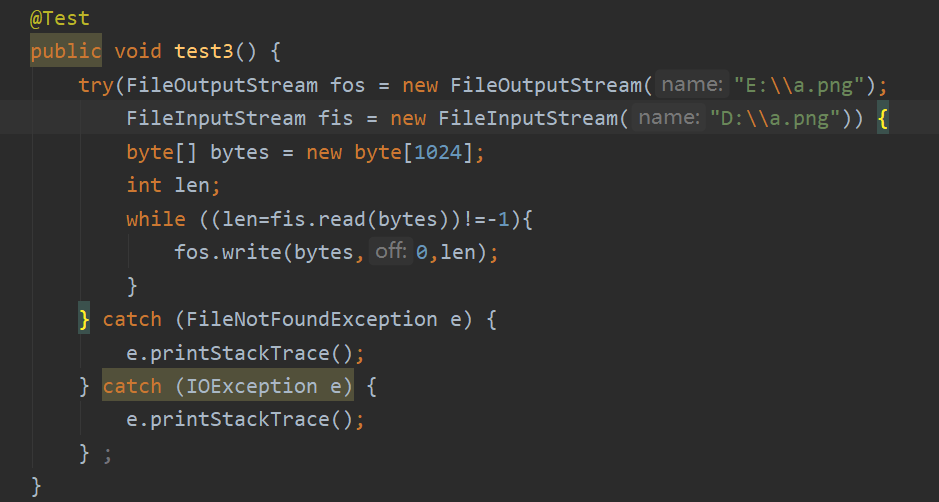 @Test
public void test3() {
try(FileOutputStream fos = new FileOutputStream( name: "E:\\a.png");
FileInputStream fis = new FileInputStream( name: "D:\\a.png")) {
byte[] bytes = new byte[1024];
int len;
while ((len=fis.read(bytes))!=-1){
fos.write(bytes, off: 0,len);
}
} catch (FileNotFoundException e) {
e.printStackTrace();
} catch (IOException e) {
e.printStackTrace();
} ;
}